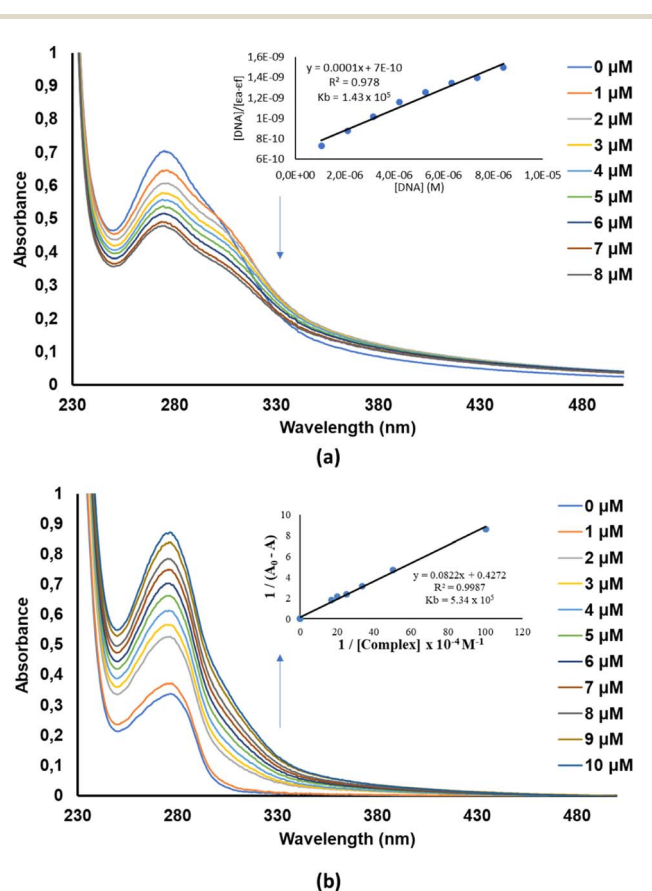 1
0,9
0,8
0,7
0,6
0,5
0,4
0,3
0,2
0,1
0
Absorbance
230 280 330 380 430 480
Wavelength (nm)
1,6E-09
1,4E-09
1,2E-09
1E-09
8E-10
6E-10
[DNA]/[εa-εf]
y = 0.0001x + 7E-10
R² = 0.978
Kb = 1.43 x 10⁵
0,0E+00 2,0E-06 4,0E-06 6,0E-06 8,0E-06 1,0E-05
[DNA] (M)
0 µM
1 µM
2 µM
3 µM
4 µM
5 µM
6 µM
7 µM
8 µM
(a)
1
0,9
0,8
0,7
0,6
0,5
0,4
0,3
0,2
0,1
0
Absorbance
230 280 330 380 430 480
Wavelength (nm)
10
8
6
4
2
0
1 / (A₀ - A)
y = 0.0822x + 0.4272
R² = 0.9987
Kb = 5.34 x 10⁵
0 20 40 60 80 100 120
1 / [Complex] x 10⁻⁴ M⁻¹
0 µM
1 µM
2 µM
3 µM
4 µM
5 µM
6 µM
7 µM
8 µM
9 µM
10 µM
(b)